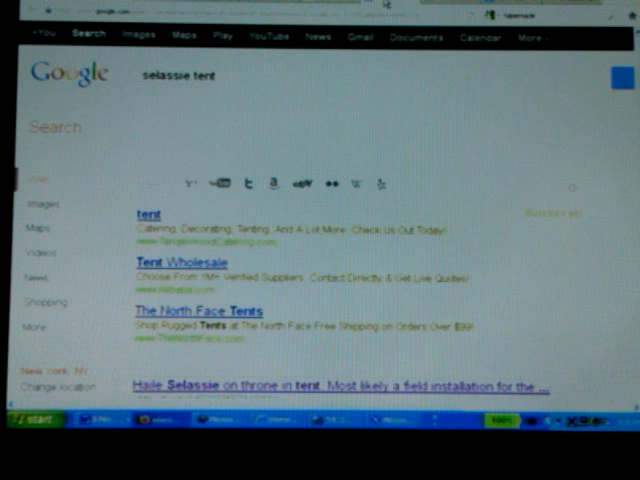 tabernacle
+You Search Images Maps Play YouTube News Gmail Documents Calendar More
Google
selassie tent
Search
Images
Maps
Videos
News
Shopping
More
New York, NY
Change location
tent
Catering, Decorating, Tenting, And A Lot More. Check Us Out Today!
www.TanglewoodCatering.com
Tent Wholesale
Choose From 1M+ Verified Suppliers. Contact Directly & Get Live Quotes!
www.Alibaba.com
The North Face Tents
Shop Rugged Tents at The North Face Free Shipping on Orders Over $99!
www.TheNorthFace.com
Haile Selassie on throne in tent. Most likely a field installation for the ...
start
100%